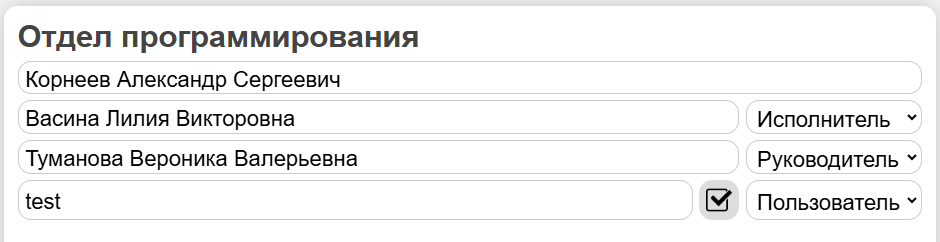 Отдел программирования
Корнеев Александр Сергеевич
Васина Лилия Викторовна Исполнитель
Туманова Вероника Валерьевна Руководитель
test Пользователь